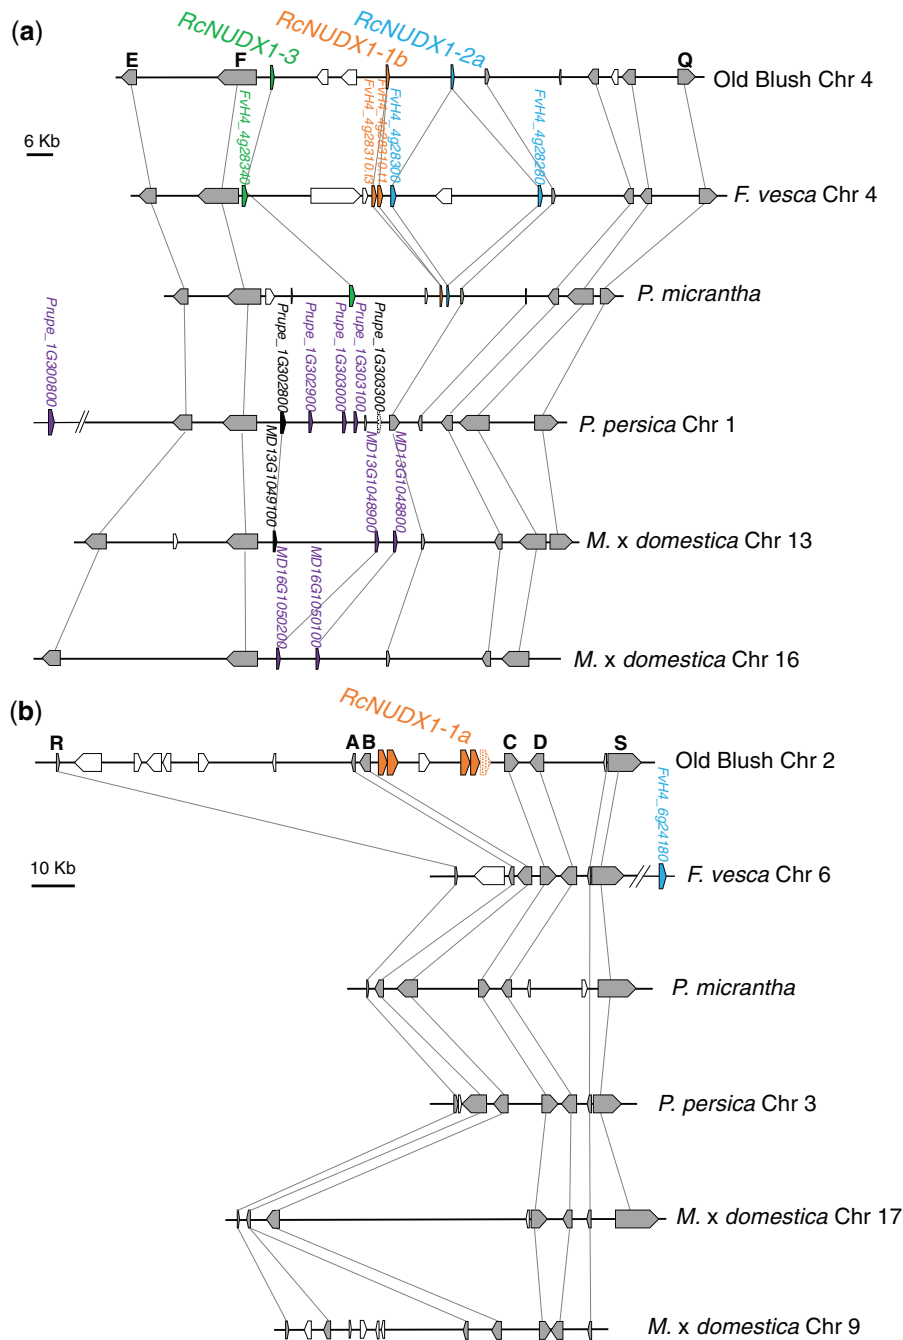 (a)
RcNUDX1-3
RcNUDX1-1b
RcNUDX1-2a
E
F
Q
Old Blush Chr 4
6 Kb
FvH4_4g28340
FvH4_4g28310.t3
FvH4_4g28310.t1
FvH4_4g28300
FvH4_4g28280
F. vesca Chr 4
P. micrantha
Prupe_1G300800
Prupe_1G302800
Prupe_1G302900
Prupe_1G303000
Prupe_1G303100
Prupe_1G303300
P. persica Chr 1
MD13G1049100
MD13G1048900
MD13G1048800
M. x domestica Chr 13
MD16G1050200
MD16G1050100
M. x domestica Chr 16
(b)
RcNUDX1-1a
R
A
B
C
D
S
Old Blush Chr 2
FvH4_6g24180
10 Kb
F. vesca Chr 6
P. micrantha
P. persica Chr 3
M. x domestica Chr 17
M. x domestica Chr 9